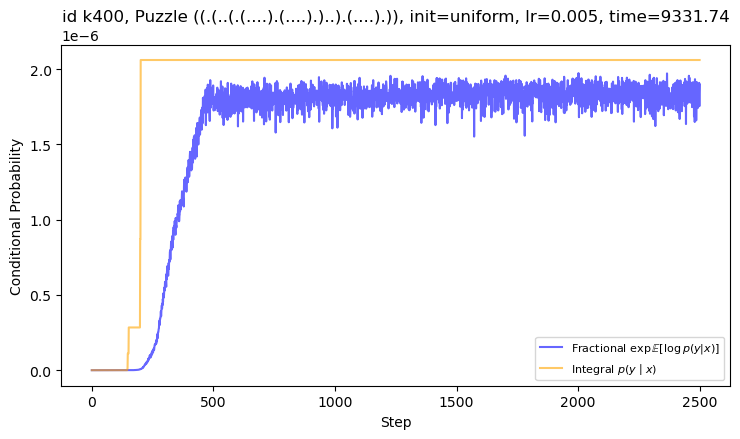 id k400, Puzzle ((.(..(.(....).(....).)..).(....).)), init=uniform, lr=0.005, time=9331.74
1e−6
2.0
1.5
1.0
0.5
0.0
Conditional Probability
0
500
1000
1500
2000
2500
Step
Fractional exp 𝔼[log p(y|x)]
Integral p(y | x)